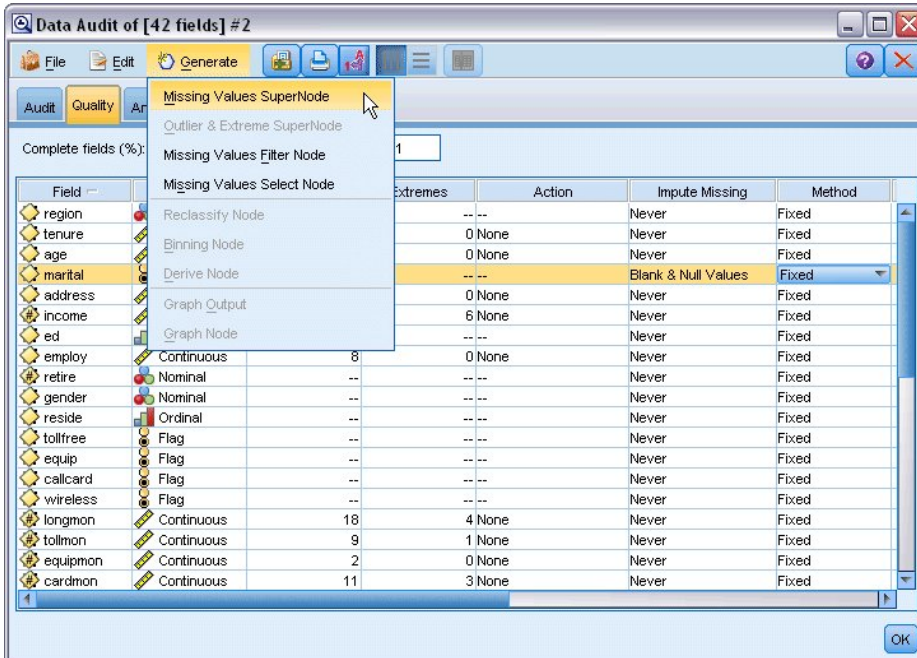 Data Audit of [42 fields] #2
File Edit Generate
Audit Quality An
Missing Values SuperNode
Outlier & Extreme SuperNode
Missing Values Filter Node
Missing Values Select Node
Reclassify Node
Binning Node
Derive Node
Graph Output
Graph Node
Complete fields (%):
Field Extremes Action Impute Missing Method
region -- -- Never Fixed
tenure 0 None Never Fixed
age 0 None Never Fixed
marital -- -- Blank & Null Values Fixed
address 0 None Never Fixed
income 6 None Never Fixed
ed -- -- Never Fixed
employ Continuous 8 0 None Never Fixed
retire Nominal -- -- -- Never Fixed
gender Nominal -- -- -- Never Fixed
reside Ordinal -- -- -- Never Fixed
tollfree Flag -- -- -- Never Fixed
equip Flag -- -- -- Never Fixed
callcard Flag -- -- -- Never Fixed
wireless Flag -- -- -- Never Fixed
longmon Continuous 18 4 None Never Fixed
tollmon Continuous 9 1 None Never Fixed
equipmon Continuous 2 0 None Never Fixed
cardmon Continuous 11 3 None Never Fixed
OK